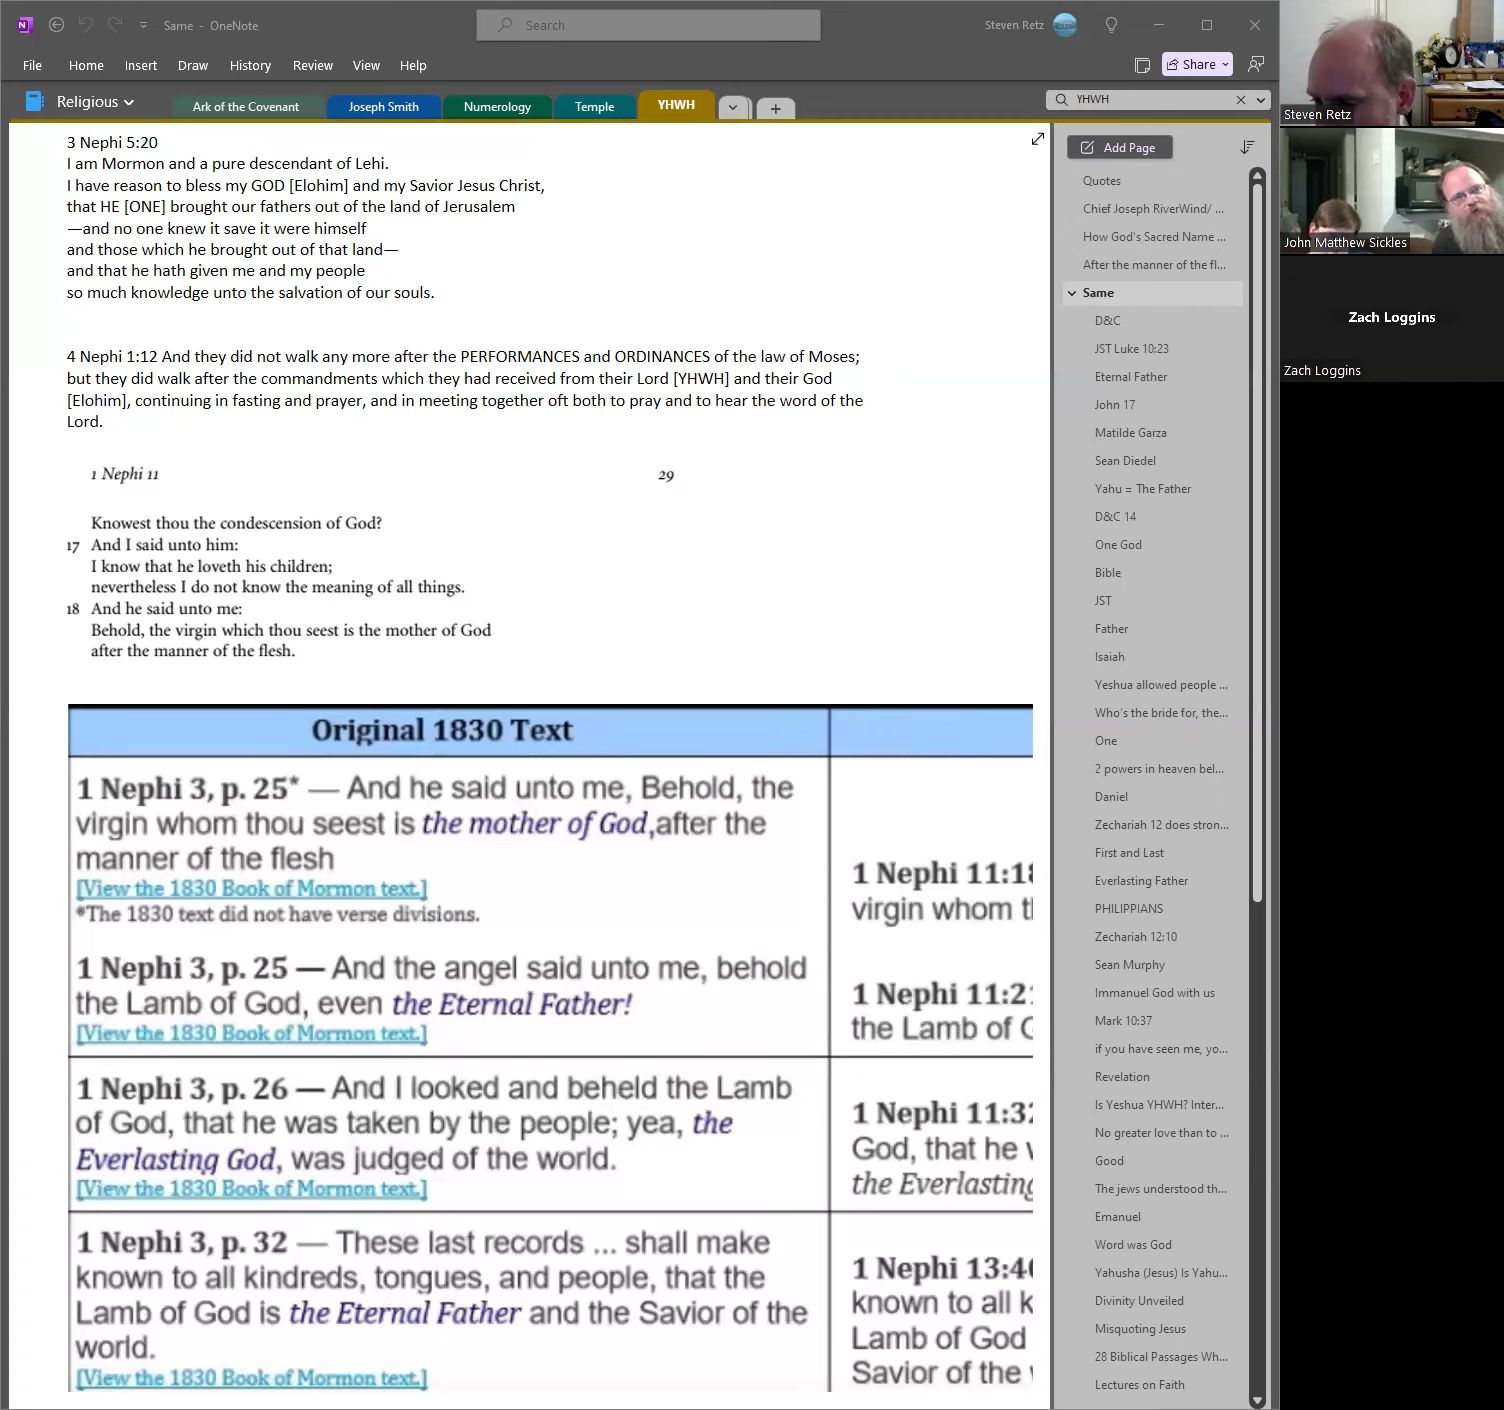 Same - OneNote
Search
Steven Retz
File Home Insert Draw History Review View Help
Share
Religious
Ark of the Covenant
Joseph Smith
Numerology
Temple
YHWH
YHWH
3 Nephi 5:20
I am Mormon and a pure descendant of Lehi.
I have reason to bless my GOD [Elohim] and my Savior Jesus Christ,
that HE [ONE] brought our fathers out of the land of Jerusalem
—and no one knew it save it were himself
and those which he brought out of that land—
and that he hath given me and my people
so much knowledge unto the salvation of our souls.
4 Nephi 1:12 And they did not walk any more after the PERFORMANCES and ORDINANCES of the law of Moses;
but they did walk after the commandments which they had received from their Lord [YHWH] and their God
[Elohim], continuing in fasting and prayer, and in meeting together oft both to pray and to hear the word of the
Lord.
1 Nephi 11 29
Knowest thou the condescension of God?
17 And I said unto him:
I know that he loveth his children;
nevertheless I do not know the meaning of all things.
18 And he said unto me:
Behold, the virgin which thou seest is the mother of God
after the manner of the flesh.
Original 1830 Text
1 Nephi 3, p. 25* — And he said unto me, Behold, the
virgin whom thou seest is the mother of God,after the
manner of the flesh
[View the 1830 Book of Mormon text.]
*The 1830 text did not have verse divisions.
1 Nephi 3, p. 25 — And the angel said unto me, behold
the Lamb of God, even the Eternal Father!
[View the 1830 Book of Mormon text.]
1 Nephi 11:18
virgin whom t
1 Nephi 11:21
the Lamb of G
1 Nephi 3, p. 26 — And I looked and beheld the Lamb
of God, that he was taken by the people; yea, the
Everlasting God, was judged of the world.
[View the 1830 Book of Mormon text.]
1 Nephi 11:32
God, that he
the Everlasting
1 Nephi 3, p. 32 — These last records ... shall make
known to all kindreds, tongues, and people, that the
Lamb of God is the Eternal Father and the Savior of the
world.
[View the 1830 Book of Mormon text.]
1 Nephi 13:40
known to all k
Lamb of God
Savior of the
Add Page
Quotes
Chief Joseph RiverWind/ ...
How God's Sacred Name ...
After the manner of the fl...
Same
D&C
JST Luke 10:23
Eternal Father
John 17
Matilde Garza
Sean Diedel
Yahu = The Father
D&C 14
One God
Bible
JST
Father
Isaiah
Yeshua allowed people ...
Who's the bride for, the...
One
2 powers in heaven bel...
Daniel
Zechariah 12 does stron...
First and Last
Everlasting Father
PHILIPPIANS
Zechariah 12:10
Sean Murphy
Immanuel God with us
Mark 10:37
if you have seen me, yo...
Revelation
Is Yeshua YHWH? Inter...
No greater love than to ...
Good
The jews understood th...
Emanuel
Word was God
Yahusha (Jesus) Is Yahu...
Divinity Unveiled
Misquoting Jesus
28 Biblical Passages Wh...
Lectures on Faith
Steven Retz
John Matthew Sickles
Zach Loggins
Zach Loggins